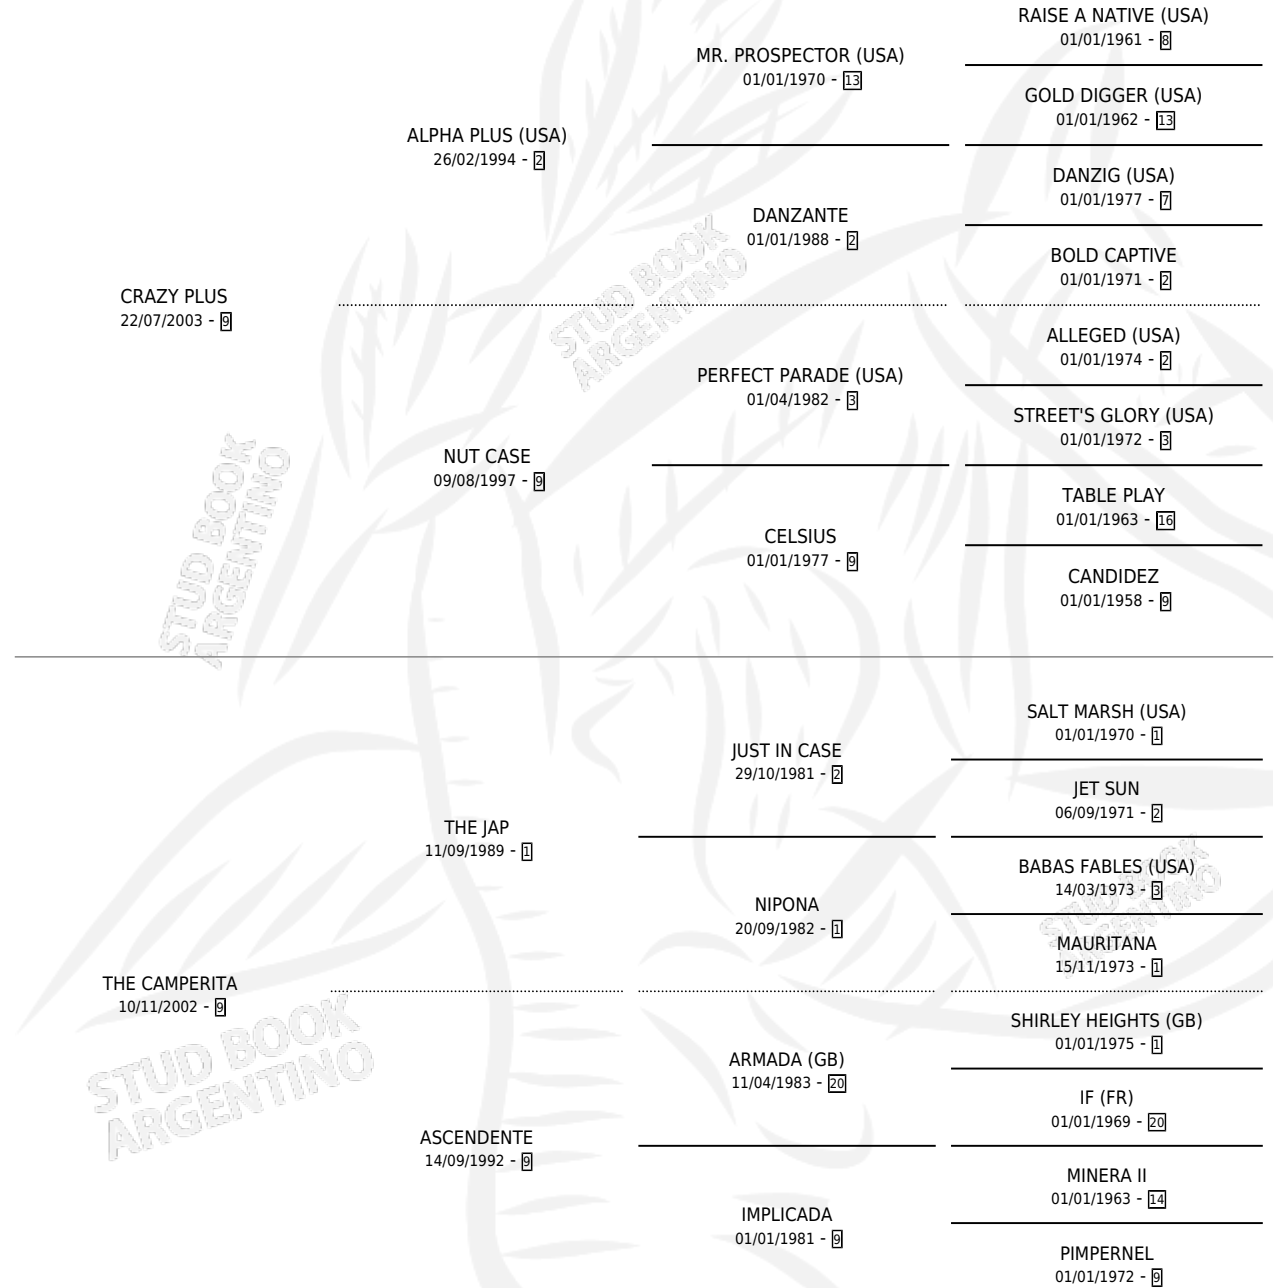 RAISE A NATIVE (USA)
01/01/1961 - 8
MR. PROSPECTOR (USA)
01/01/1970 - 13
GOLD DIGGER (USA)
01/01/1962 - 13
ALPHA PLUS (USA)
26/02/1994 - 2
DANZIG (USA)
01/01/1977 - 7
DANZANTE
01/01/1988 - 2
BOLD CAPTIVE
01/01/1971 - 2
CRAZY PLUS
22/07/2003 - 9
STUD BOOK
ARGENTINO
ALLEGED (USA)
01/01/1974 - 2
PERFECT PARADE (USA)
01/04/1982 - 3
STREET'S GLORY (USA)
01/01/1972 - 3
NUT CASE
09/08/1997 - 9
TABLE PLAY
01/01/1963 - 16
CELSIUS
01/01/1977 - 9
CANDIDEZ
01/01/1958 - 9
STUD BOOK
ARGENTINO
SALT MARSH (USA)
01/01/1970 - 1
JUST IN CASE
29/10/1981 - 2
JET SUN
06/09/1971 - 2
THE JAP
11/09/1989 - 1
BABAS FABLES (USA)
14/03/1973 - 3
NIPONA
20/09/1982 - 1
MAURITANA
15/11/1973 - 1
STUD BOOK
ARGENTINO
THE CAMPERITA
10/11/2002 - 9
SHIRLEY HEIGHTS (GB)
01/01/1975 - 1
ARMADA (GB)
11/04/1983 - 20
IF (FR)
01/01/1969 - 20
STUD BOOK
ARGENTINO
ASCENDENTE
14/09/1992 - 9
MINERA II
01/01/1963 - 14
IMPLICADA
01/01/1981 - 9
PIMPERNEL
01/01/1972 - 9